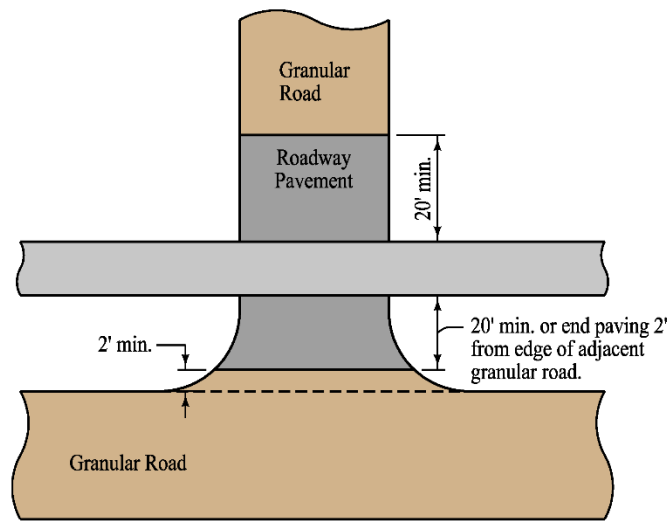 Granular
Road
Roadway
Pavement
20' min.
2' min.
20' min. or end paving 2'
from edge of adjacent
granular road.
Granular Road